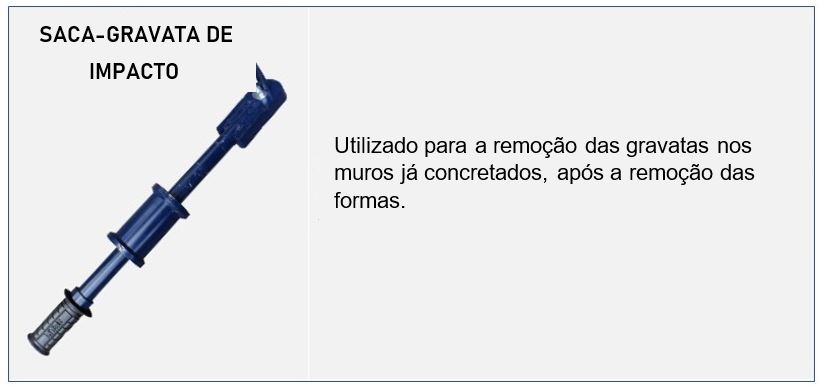 SACA-GRAVATA DE
IMPACTO
Utilizado para a remoção das gravatas nos
muros já concretados, após a remoção das
formas.